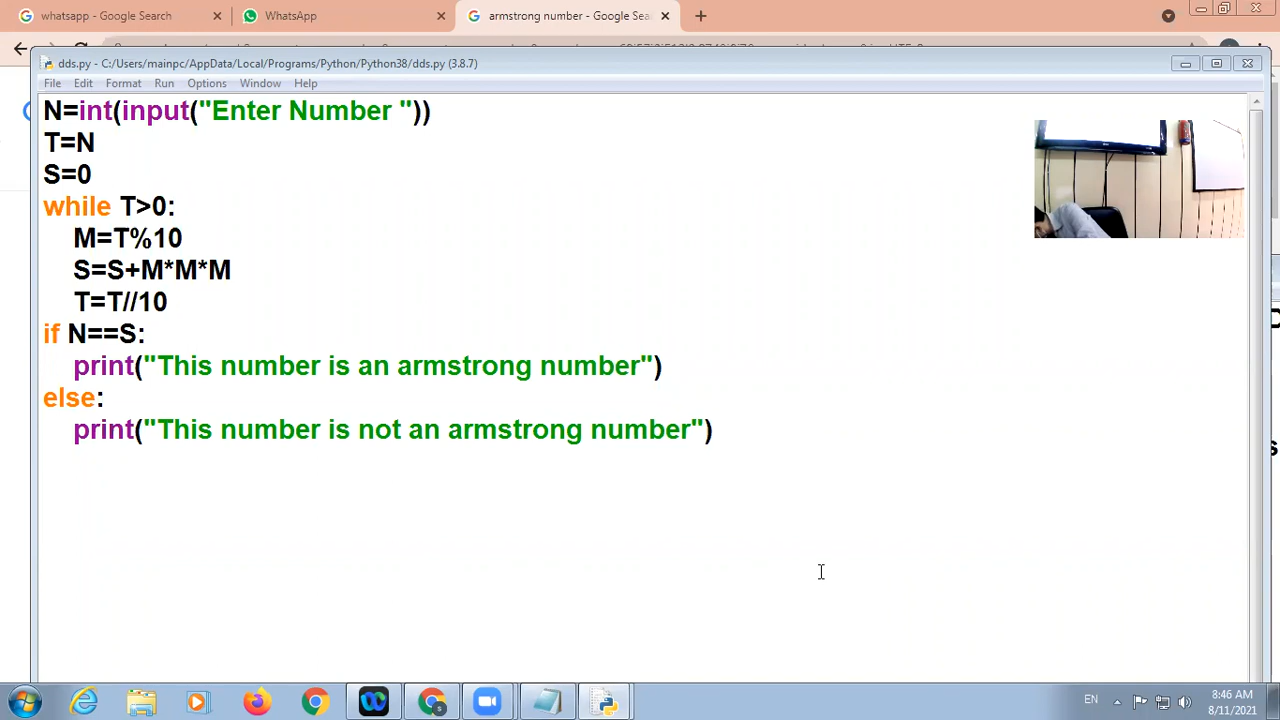 whatsapp - Google Search
WhatsApp
armstrong number - Google Sea
dds.py - C:/Users/mainpc/AppData/Local/Programs/Python/Python38/dds.py (3.8.7)
File Edit Format Run Options Window Help
N=int(input("Enter Number "))
T=N
S=0
while T>0:
    M=T%10
    S=S+M*M*M
    T=T//10
if N==S:
    print("This number is an armstrong number")
else:
    print("This number is not an armstrong number")
EN
8:46 AM
8/11/2021